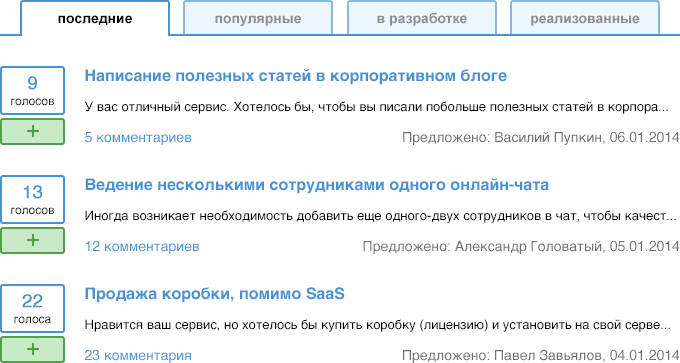 последние популярные в разработке реализованные
9 голосов
+
Написание полезных статей в корпоративном блоге
У вас отличный сервис. Хотелось бы, чтобы вы писали побольше полезных статей в корпора...
5 комментариев Предложено: Василий Пупкин, 06.01.2014
13 голосов
+
Ведение несколькими сотрудниками одного онлайн-чата
Иногда возникает необходимость добавить еще одного-двух сотрудников в чат, чтобы качест...
12 комментариев Предложено: Александр Головатый, 05.01.2014
22 голоса
+
Продажа коробки, помимо SaaS
Нравится ваш сервис, но хотелось бы купить коробку (лицензию) и установить на свой серве...
23 комментария Предложено: Павел Завьялов, 04.01.2014